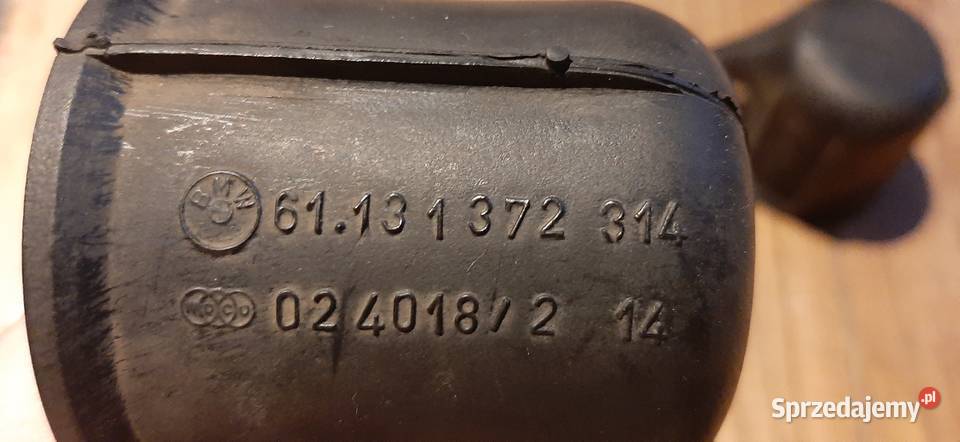 BMW 61.13 1 372 314
02 4018/2 14
Sprzedajemy.pl